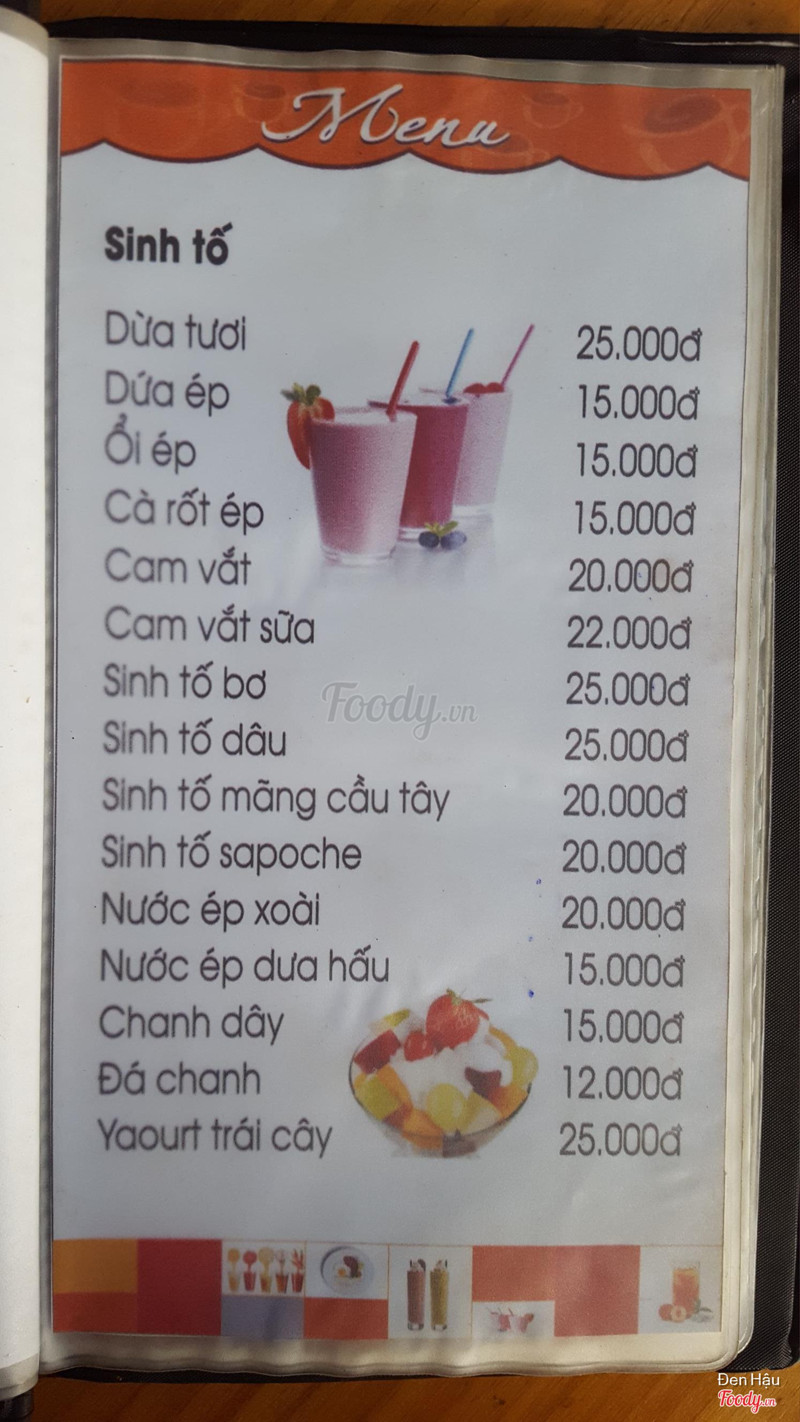 Menu
Sinh tố
Dừa tươi 25.000đ
Dứa ép 15.000đ
Ổi ép 15.000đ
Cà rốt ép 15.000đ
Cam vắt 20.000đ
Cam vắt sữa 22.000đ
Sinh tố bơ 25.000đ
Foody.vn
Sinh tố dâu 25.000đ
Sinh tố mãng cầu tây 20.000đ
Sinh tố sapoche 20.000đ
Nước ép xoài 20.000đ
Nước ép dưa hấu 15.000đ
Chanh dây 15.000đ
Đá chanh 12.000đ
Yaourt trái cây 25.000đ
Đen Hậu
Foody.vn